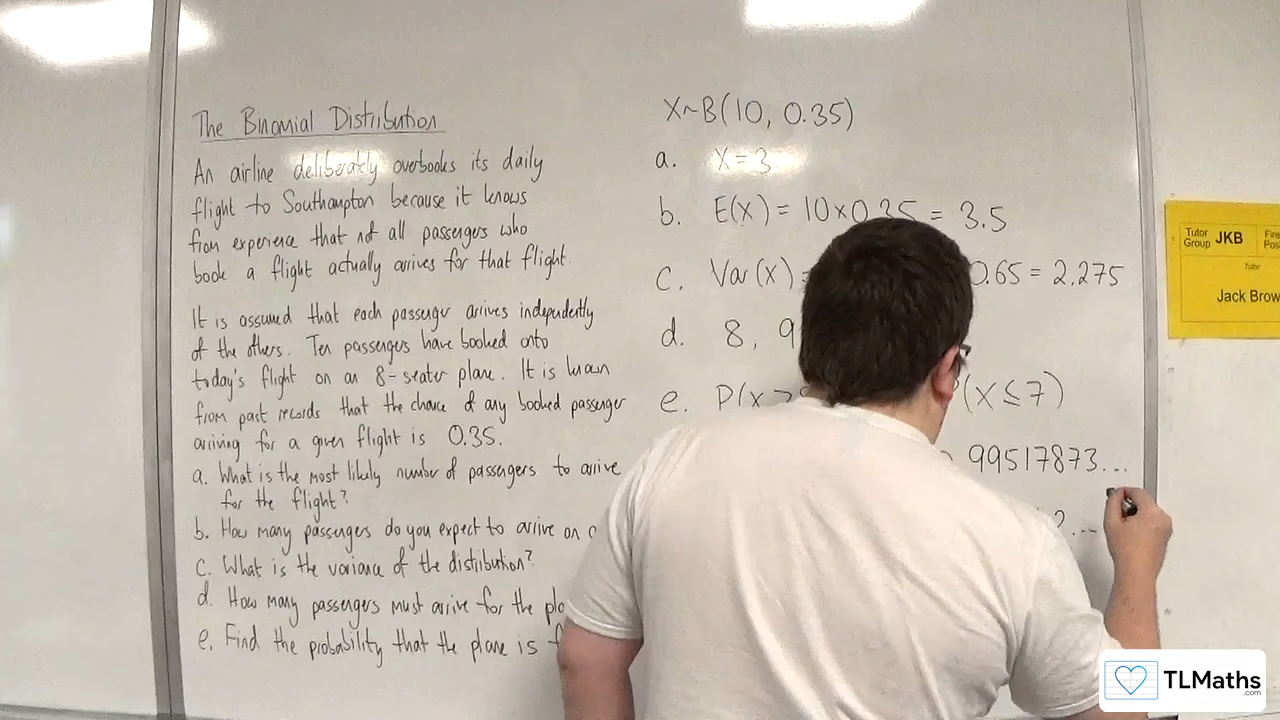 The Binomial Distribution
An airline deliberately overbooks its daily
flight to Southampton because it knows
from experience that not all passengers who
book a flight actually arrives for that flight.
It is assumed that each passenger arrives independently
of the others. Ten passengers have booked onto
today's flight on an 8-seater plane. It is known
from past records that the chance of any booked passenger
arriving for a given flight is 0.35.
a. What is the most likely number of passengers to arrive
for the flight?
b. How many passengers do you expect to arrive on
c. What is the variance of the distribution?
d. How many passengers must arrive for the
e. Find the probability that the plane is
X~B(10, 0.35)
a. X = 3
b. E(X) = 10×0.35 = 3.5
c. Var(X) = 0.65 = 2.275
d. 8, 9
e. P(X ≥ (X ≤ 7)
99517873...
2...
Tutor Group JKB Fire
Tutor
Jack Brow
TLMaths
.com